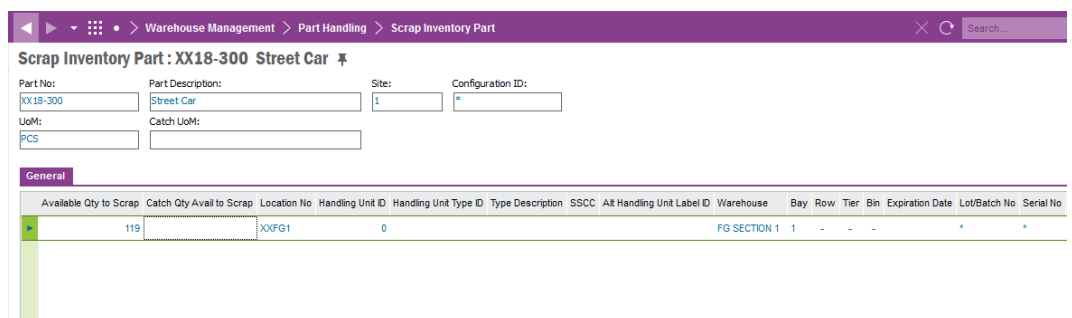 Warehouse Management > Part Handling > Scrap Inventory Part Search...
Scrap Inventory Part : XX18-300 Street Car
Part No: Part Description: Site: Configuration ID:
XX18-300 Street Car 1 *
UoM: Catch UoM:
PCS
General
Available Qty to Scrap Catch Qty Avail to Scrap Location No Handling Unit ID Handling Unit Type ID Type Description SSCC Alt Handling Unit Label ID Warehouse Bay Row Tier Bin Expiration Date Lot/Batch No Serial No
119 XXFG1 0 FG SECTION 1 1 - - - * *